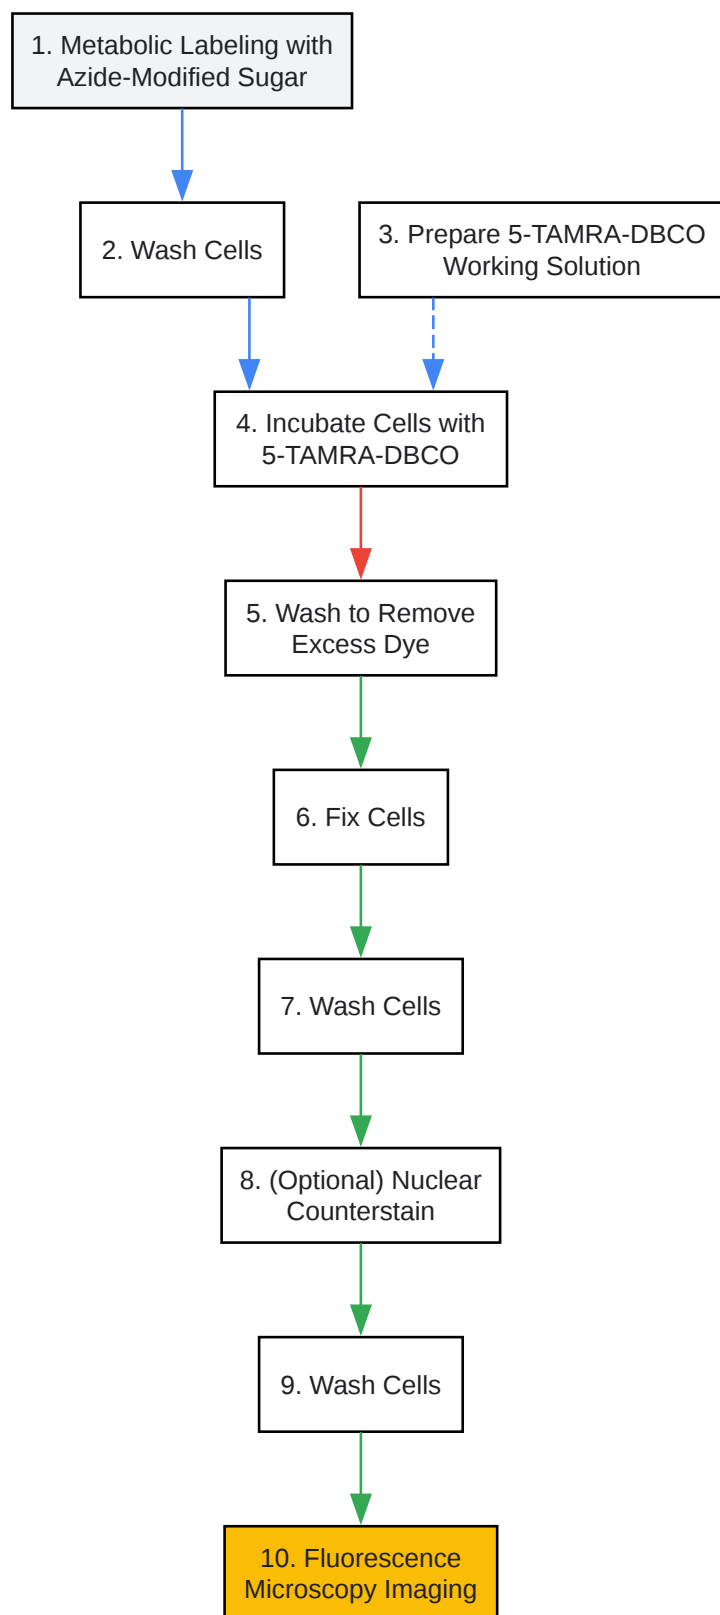 1. Metabolic Labeling with
Azide-Modified Sugar
2. Wash Cells
3. Prepare 5-TAMRA-DBCO
Working Solution
4. Incubate Cells with
5-TAMRA-DBCO
5. Wash to Remove
Excess Dye
6. Fix Cells
7. Wash Cells
8. (Optional) Nuclear
Counterstain
9. Wash Cells
10. Fluorescence
Microscopy Imaging